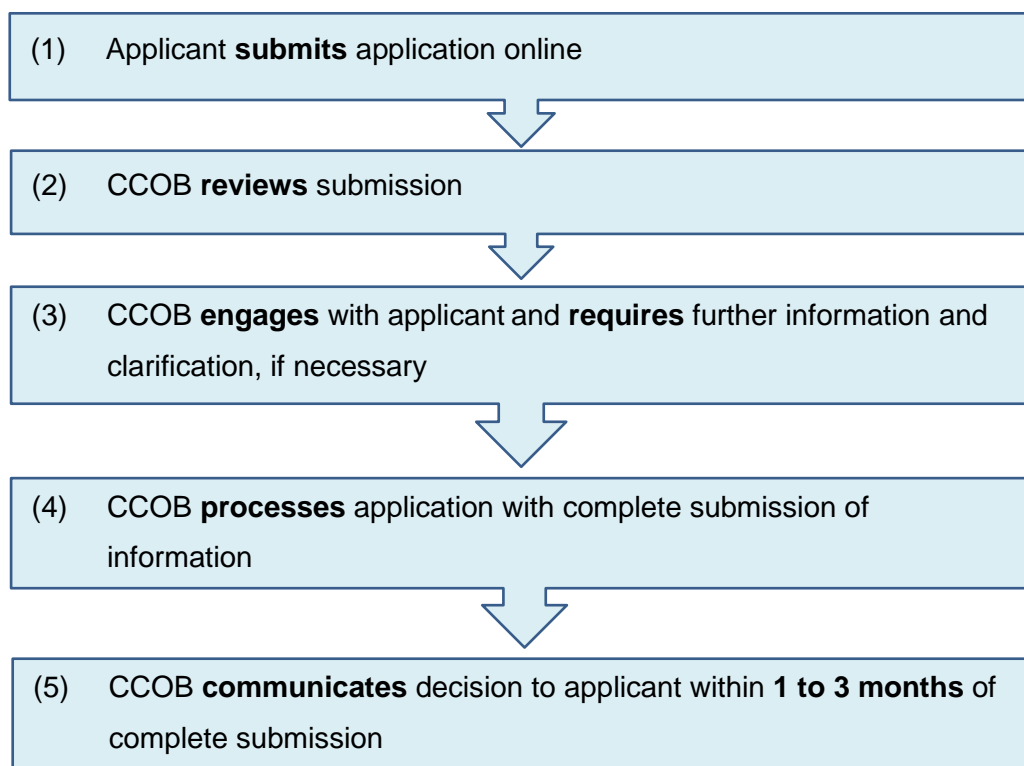 (1) Applicant submits application online
(2) CCOB reviews submission
(3) CCOB engages with applicant and requires further information and
clarification, if necessary
(4) CCOB processes application with complete submission of
information
(5) CCOB communicates decision to applicant within 1 to 3 months of
complete submission